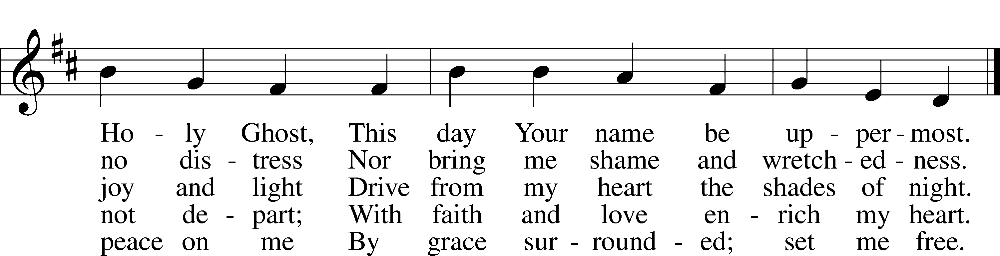 Ho - ly Ghost, This day Your name be up - per - most.
no dis - tress Nor bring me shame and wretch - ed - ness.
joy and light Drive from my heart the shades of night.
not de - part; With faith and love en - rich my heart.
peace on me By grace sur - round - ed; set me free.